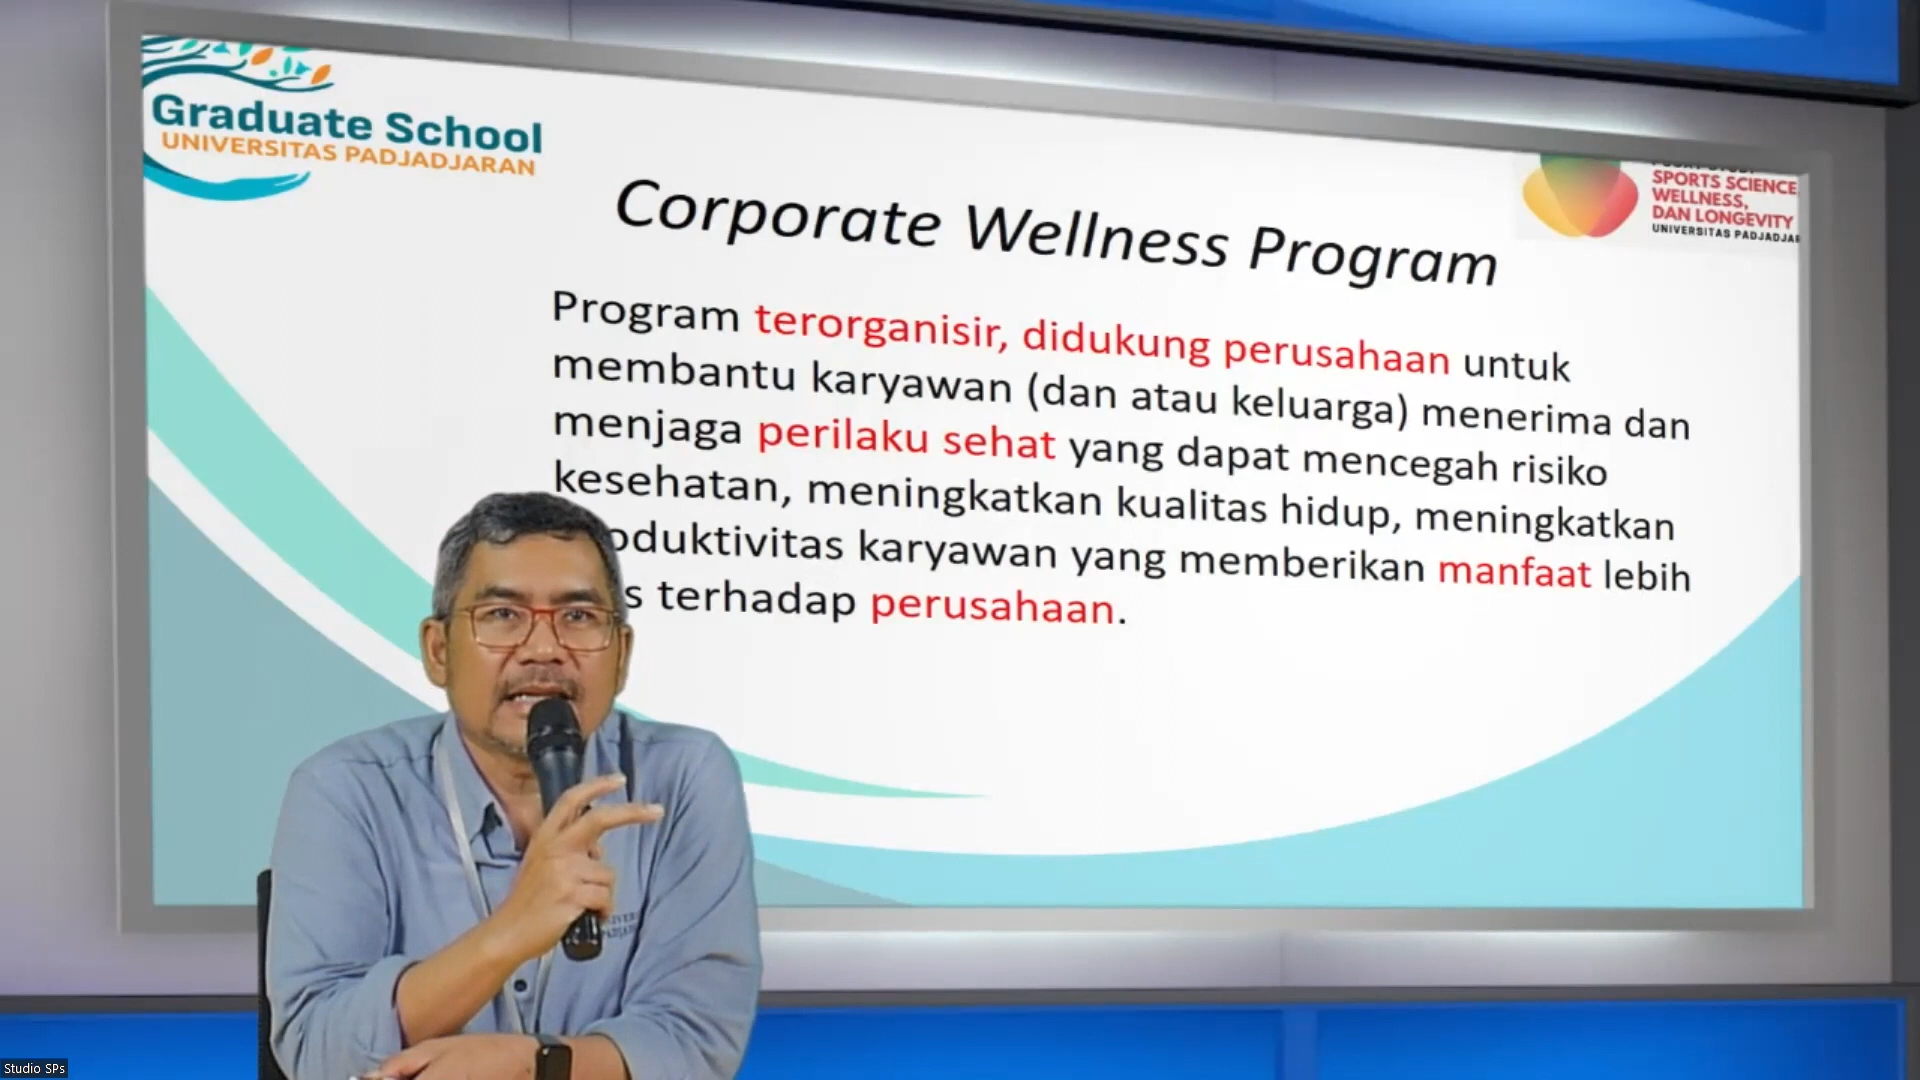 Graduate School
UNIVERSITAS PADJADJARAN
SPORTS SCIENCE,
WELLNESS,
DAN LONGEVITY
Corporate Wellness Program
Program terorganisir, didukung perusahaan untuk
membantu karyawan (dan atau keluarga) menerima dan
menjaga perilaku sehat yang dapat mencegah risiko
kesehatan, meningkatkan kualitas hidup, meningkatkan
karyawan yang memberikan manfaat lebih
terhadap perusahaan.
Studio SPs